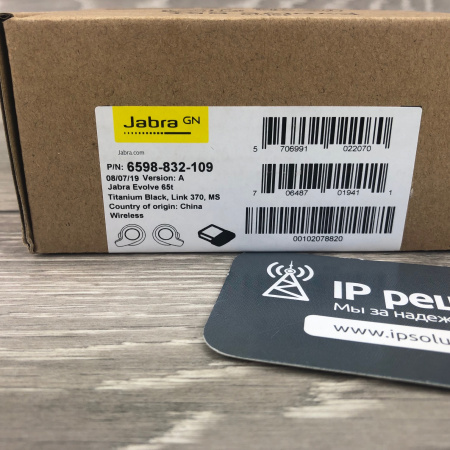 Jabra GN
Jabra.com
P/N: 6598-832-109
08/07/19 Version: A
Jabra Evolve 65t
Titanium Black, Link 370, MS
Country of origin: China
Wireless
5 706991 022070
7 06487 01941 1
00102078820
IP реш
Мы за надеж
www.ipsolu